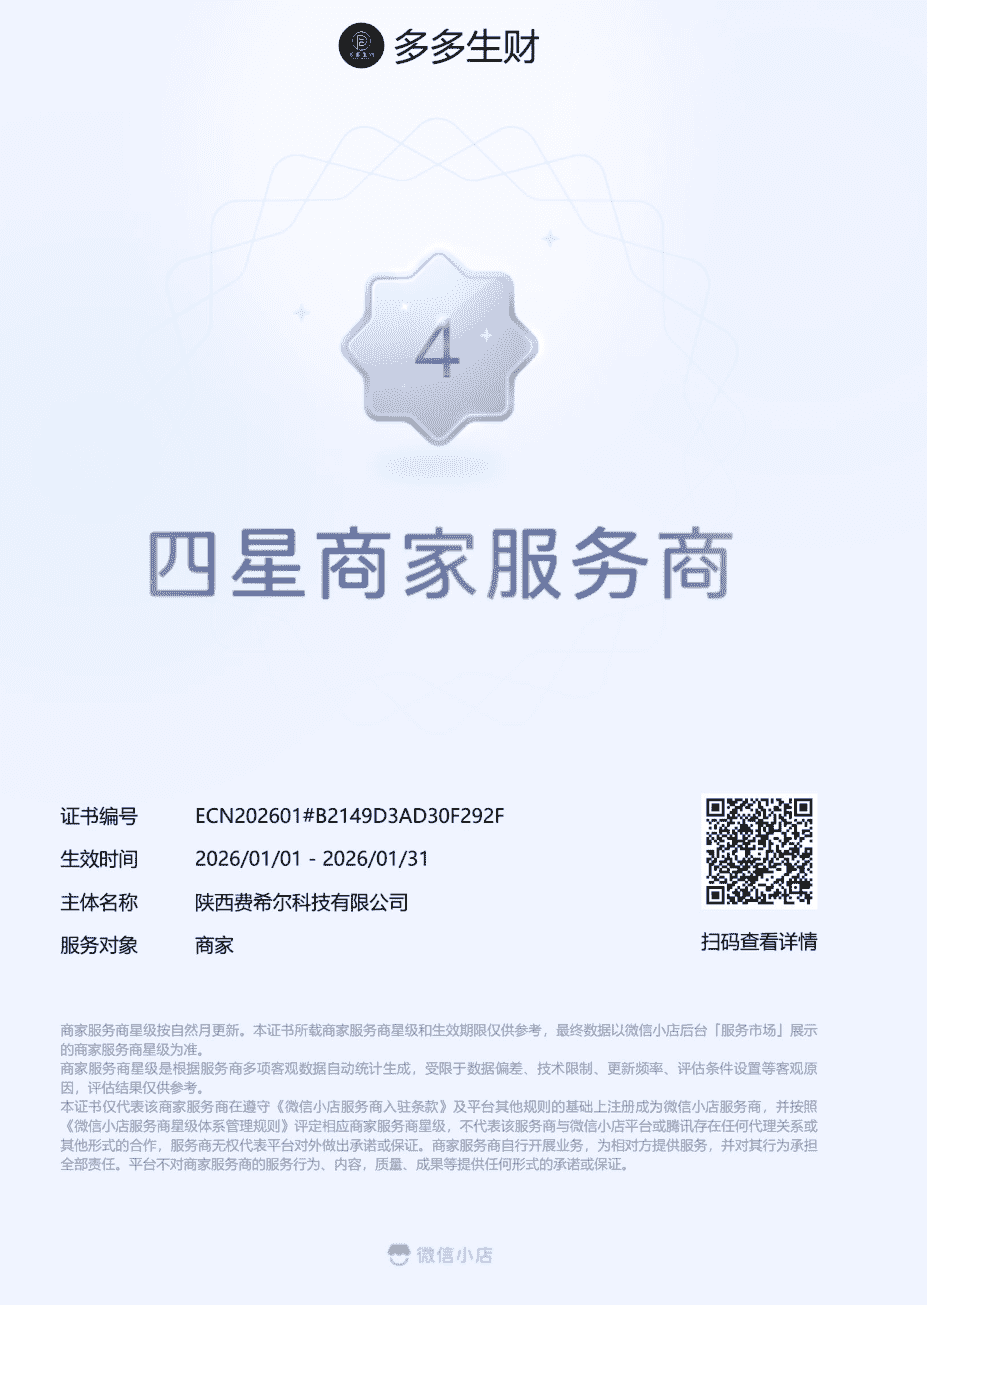 多多生财
4
四星商家服务商
证书编号 ECN202601#B2149D3AD30F292F
生效时间 2026/01/01 - 2026/01/31
主体名称 陕西费希尔科技有限公司
服务对象 商家
扫码查看详情
商家服务商星级按自然月更新。本证书所载商家服务商星级和生效期限仅供参考，最终数据以微信小店后台「服务市场」展示
的商家服务商星级为准。
商家服务商星级是根据服务商多项客观数据自动统计生成，受限于数据偏差、技术限制、更新频率、评估条件设置等客观原
因，评估结果仅供参考。
本证书仅代表该商家服务商在遵守《微信小店服务商入驻条款》及平台其他规则的基础上注册成为微信小店服务商，并按照
《微信小店服务商星级体系管理规则》评定相应商家服务商星级，不代表该服务商与微信小店平台或腾讯存在任何代理关系或
其他形式的合作，服务商无权代表平台对外做出承诺或保证。商家服务商自行开展业务，为相对方提供服务，并对其行为承担
全部责任。平台不对商家服务商的服务行为、内容，质量、成果等提供任何形式的承诺或保证。
微信小店